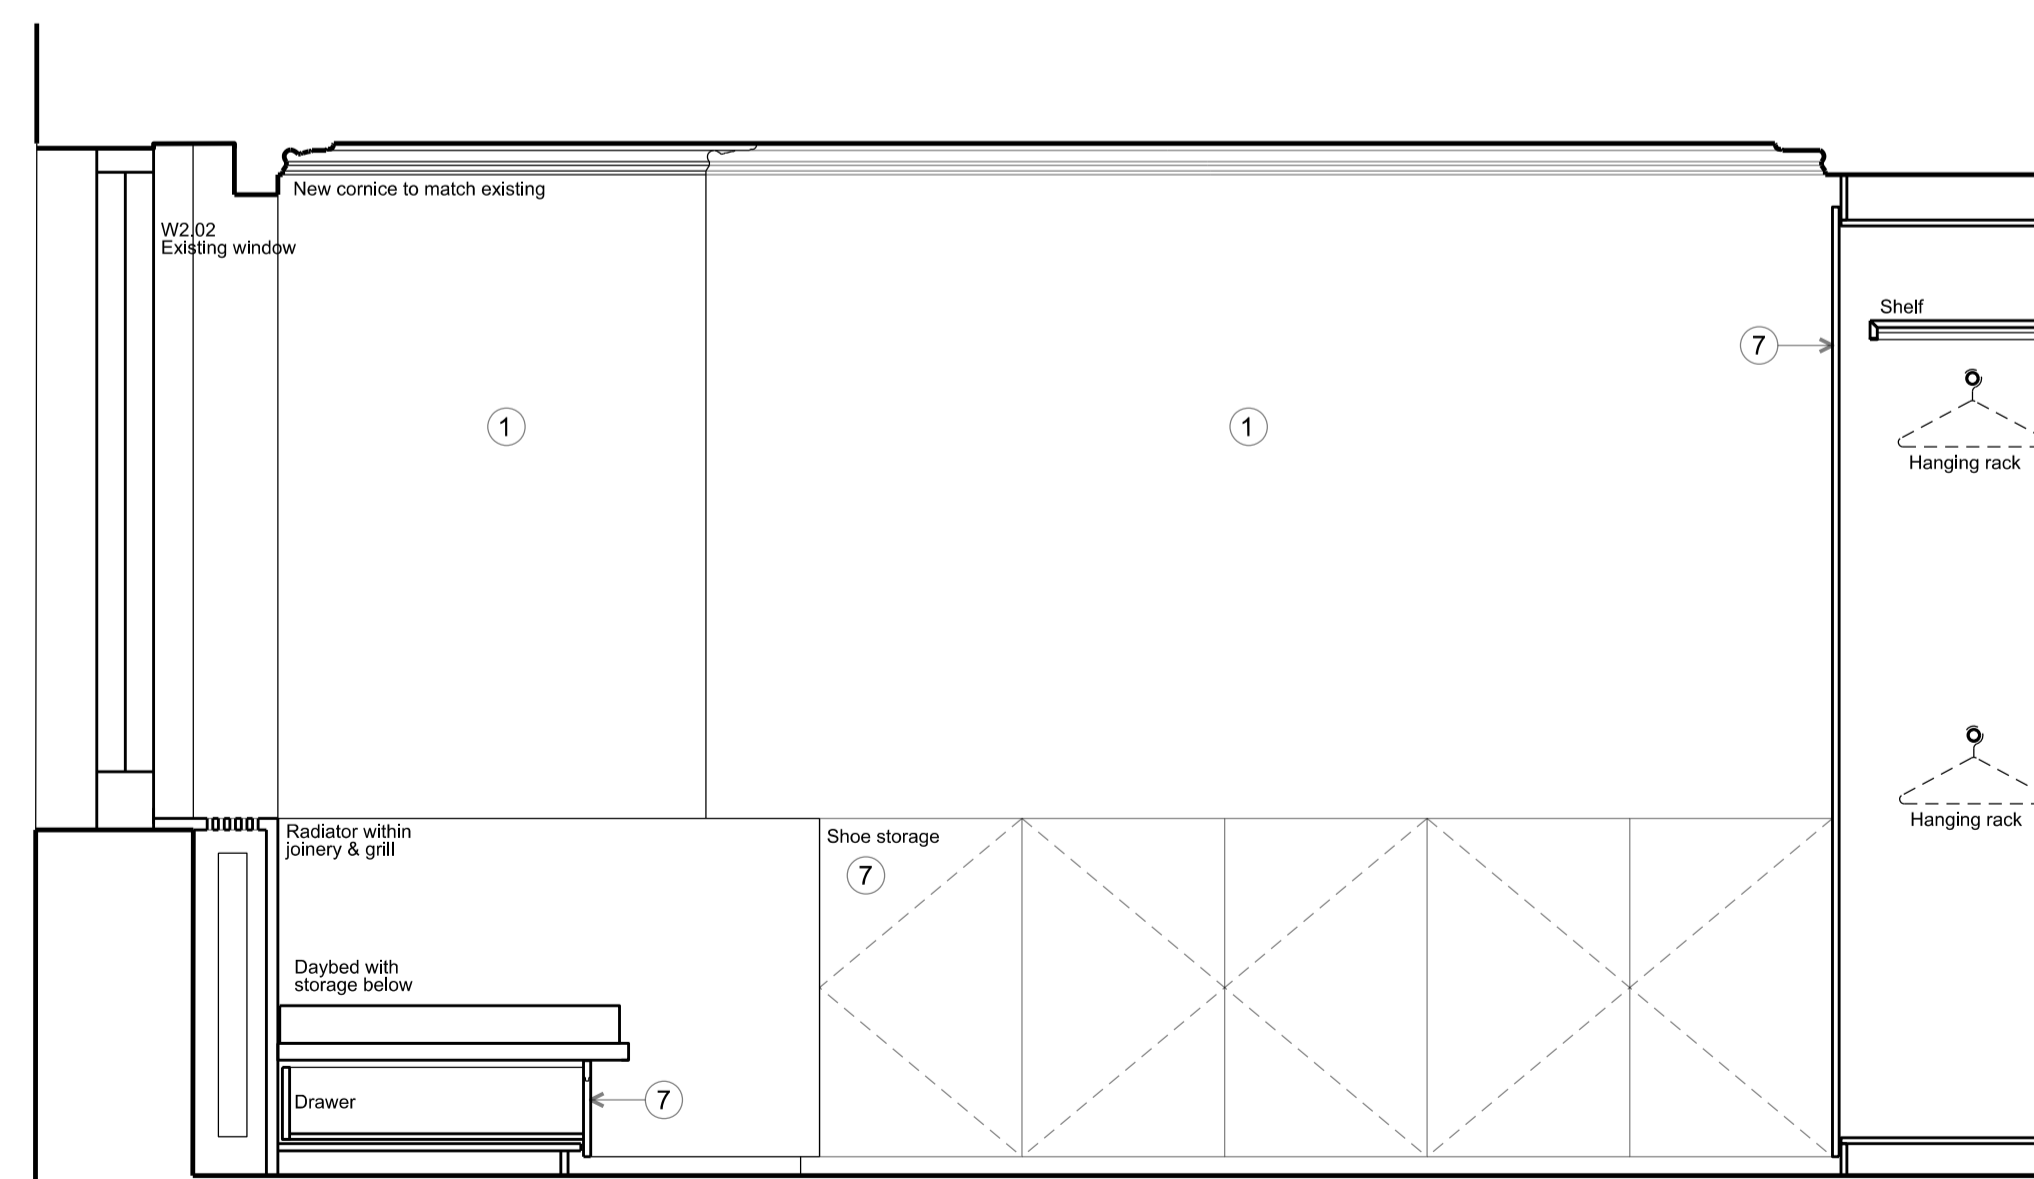 New cornice to match existing
W2.02
Existing window
Shelf
7
1
1
Hanging rack
Hanging rack
Radiator within
joinery & grill
Shoe storage
7
Daybed with
storage below
Drawer
7